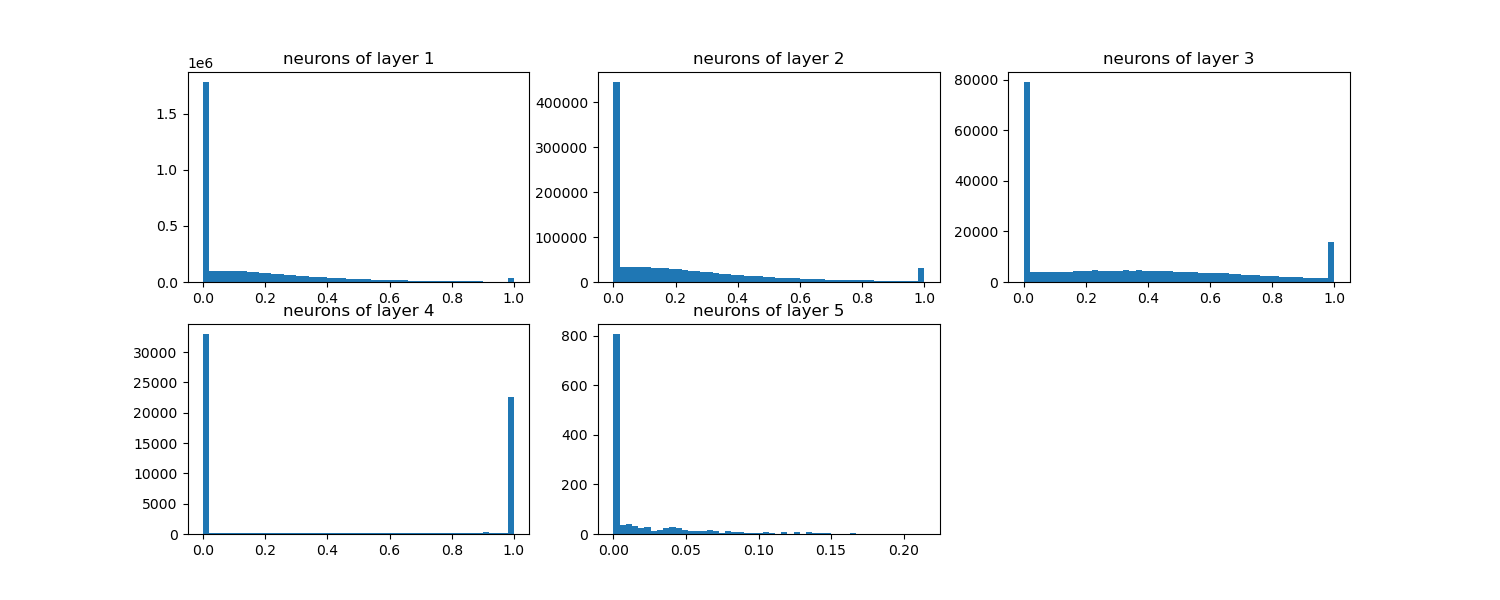 neurons of layer 1
1e6
1.5
1.0
0.5
0.0
0.0 0.2 0.4 0.6 0.8 1.0
neurons of layer 2
400000
300000
200000
100000
0
0.0 0.2 0.4 0.6 0.8 1.0
neurons of layer 3
80000
60000
40000
20000
0
0.0 0.2 0.4 0.6 0.8 1.0
neurons of layer 4
30000
25000
20000
15000
10000
5000
0
0.0 0.2 0.4 0.6 0.8 1.0
neurons of layer 5
800
600
400
200
0
0.00 0.05 0.10 0.15 0.20